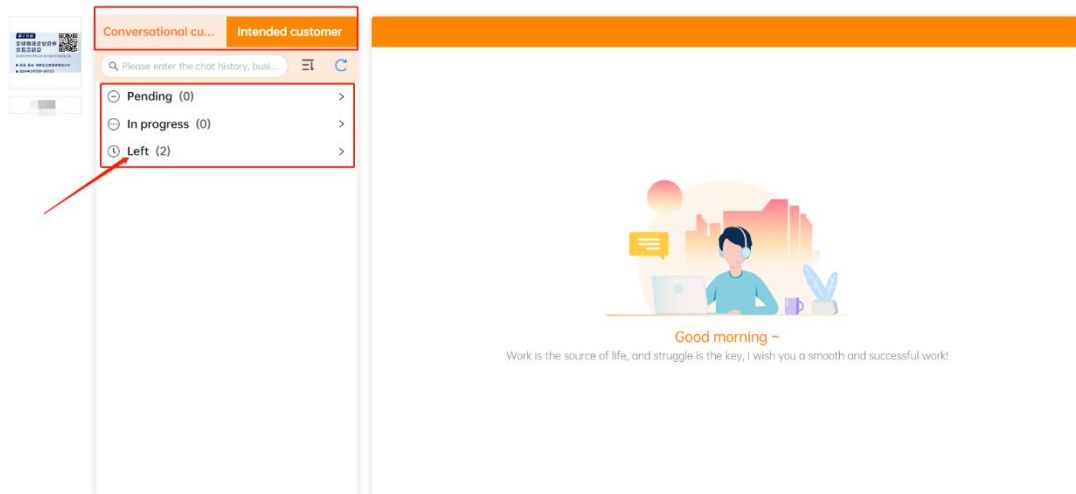 Conversational cu...
Intended customer
Please enter the chat history, busi...
Pending (0)
In progress (0)
Left (2)
Good morning ~
Work is the source of life, and struggle is the key, I wish you a smooth and successful work!